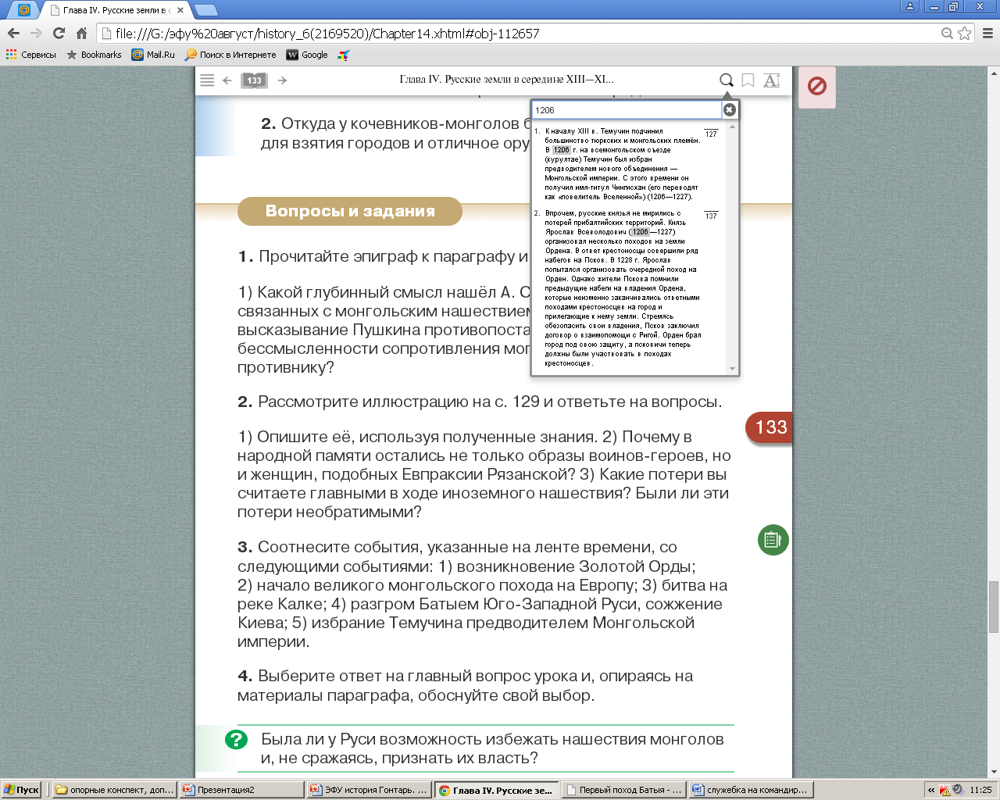 Глава IV. Русские земли в с
file:///G:/эфу%20август/history_6(2169520)/Chapter14.xhtml#obj-112657
Сервисы Bookmarks Mail.Ru Поиск в Интернете Google
133 Глава IV. Русские земли в середине XIII—XI...
1206
2. Откуда у кочевников-монголов б
для взятия городов и отличное ору
1. К началу XIII в. Темучин подчинил 127
большинство тюркских и монгольских племён.
В 1206 г. на всемонгольском съезде
(курултае) Темучин был избран
предводителем нового объединения —
Монгольской империи. С этого времени он
получил имя-титул Чингисхан (его переводят
как «повелитель Вселенной») (1206—1227).
2. Впрочем, русские князья не мирились с 137
потерей прибалтийских территорий. Князь
Ярослав Всеволодович (1206—1227)
организовал несколько походов на земли
Ордена. В ответ крестоносцы совершили ряд
набегов на Псков. В 1228 г. Ярослав
попытался организовать очередной поход на
Орден. Однако жители Пскова помнили
предыдущие набеги на владения Ордена,
которые неизменно заканчивались ответными
походами крестоносцев на город и
прилегающие к нему земли. Стремясь
обезопасить свои владения, Псков заключил
договор о взаимопомощи с Ригой. Орден брал
город под свою защиту, а псковичи теперь
должны были участвовать в походах
крестоносцев.
Вопросы и задания
1. Прочитайте эпиграф к параграфу и
1) Какой глубинный смысл нашёл А. С
связанных с монгольским нашествием
высказывание Пушкина противопоста
бессмысленности сопротивления мог
противнику?
2. Рассмотрите иллюстрацию на с. 129 и ответьте на вопросы.
133
1) Опишите её, используя полученные знания. 2) Почему в
народной памяти остались не только образы воинов-героев, но
и женщин, подобных Евпраксии Рязанской? 3) Какие потери вы
считаете главными в ходе иноземного нашествия? Были ли эти
потери необратимыми?
3. Соотнесите события, указанные на ленте времени, со
следующими событиями: 1) возникновение Золотой Орды;
2) начало великого монгольского похода на Европу; 3) битва на
реке Калке; 4) разгром Батыем Юго-Западной Руси, сожжение
Киева; 5) избрание Темучина предводителем Монгольской
империи.
4. Выберите ответ на главный вопрос урока и, опираясь на
материалы параграфа, обоснуйте свой выбор.
? Была ли у Руси возможность избежать нашествия монголов
и, не сражаясь, признать их власть?
Пуск опорные конспект, доп... Презентация2 ЭФУ история Гонтарь. ... Глава IV. Русские зе... Первый поход Батыя - ... служебка на командир... 11:25